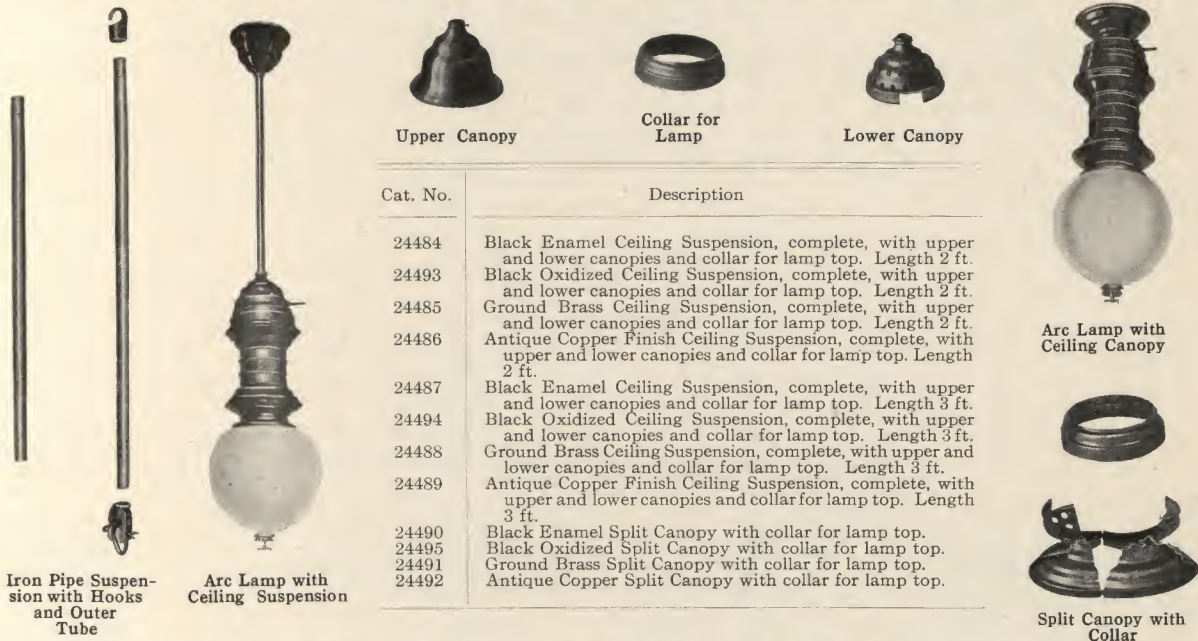 Upper Canopy
Collar for
Lamp
Lower Canopy
Cat. No.
Description
24484 Black Enamel Ceiling Suspension, complete, with upper
and lower canopies and collar for lamp top. Length 2 ft.
24493 Black Oxidized Ceiling Suspension, complete, with upper
and lower canopies and collar for lamp top. Length 2 ft.
24485 Ground Brass Ceiling Suspension, complete, with upper
and lower canopies and collar for lamp top. Length 2 ft.
24486 Antique Copper Finish Ceiling Suspension, complete, with
upper and lower canopies and collar for lamp top. Length
2 ft.
24487 Black Enamel Ceiling Suspension, complete, with upper
and lower canopies and collar for lamp top. Length 3 ft.
24494 Black Oxidized Ceiling Suspension, complete, with upper
and lower canopies and collar for lamp top. Length 3 ft.
24488 Ground Brass Ceiling Suspension, complete, with upper and
lower canopies and collar for lamp top. Length 3 ft.
24489 Antique Copper Finish Ceiling Suspension, complete, with
upper and lower canopies and collar for lamp top. Length
3 ft.
24490 Black Enamel Split Canopy with collar for lamp top.
24495 Black Oxidized Split Canopy with collar for lamp top.
24491 Ground Brass Split Canopy with collar for lamp top.
24492 Antique Copper Split Canopy with collar for lamp top.
Iron Pipe Suspen-
sion with Hooks
and Outer
Tube
Arc Lamp with
Ceiling Suspension
Arc Lamp with
Ceiling Canopy
Split Canopy with
Collar